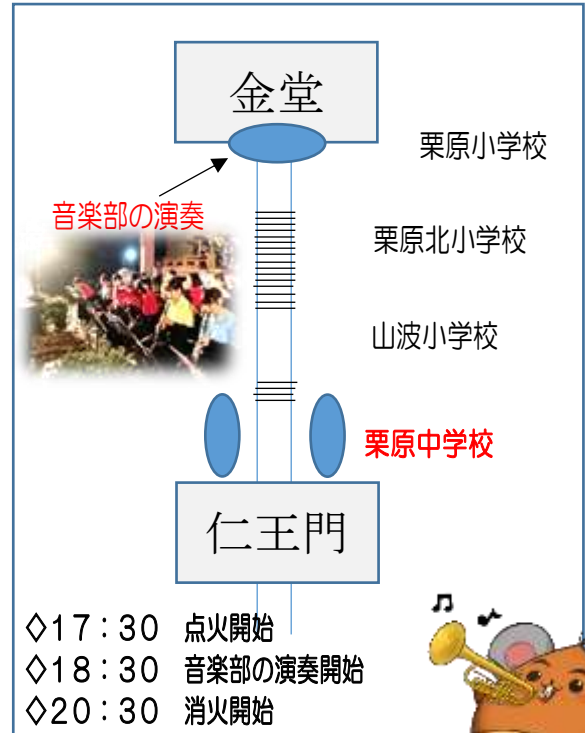 金堂
栗原小学校
音楽部の演奏
栗原北小学校
山波小学校
栗原中学校
仁王門
◇17：30　点火開始
◇18：30　音楽部の演奏開始
◇20：30　消火開始